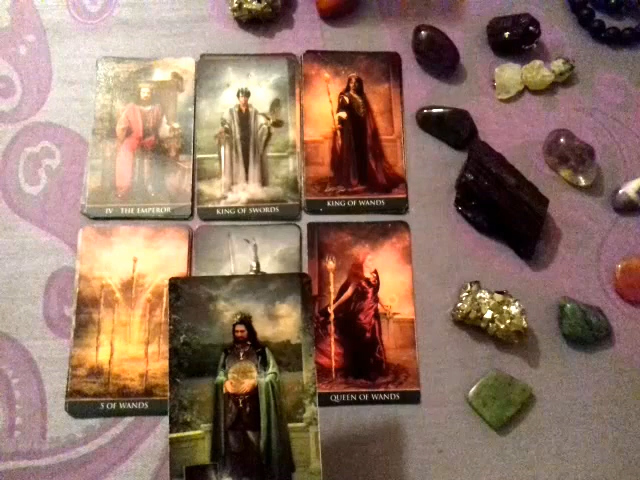 IV THE EMPEROR
KING OF SWORDS
KING OF WANDS
5 OF WANDS
QUEEN OF WANDS